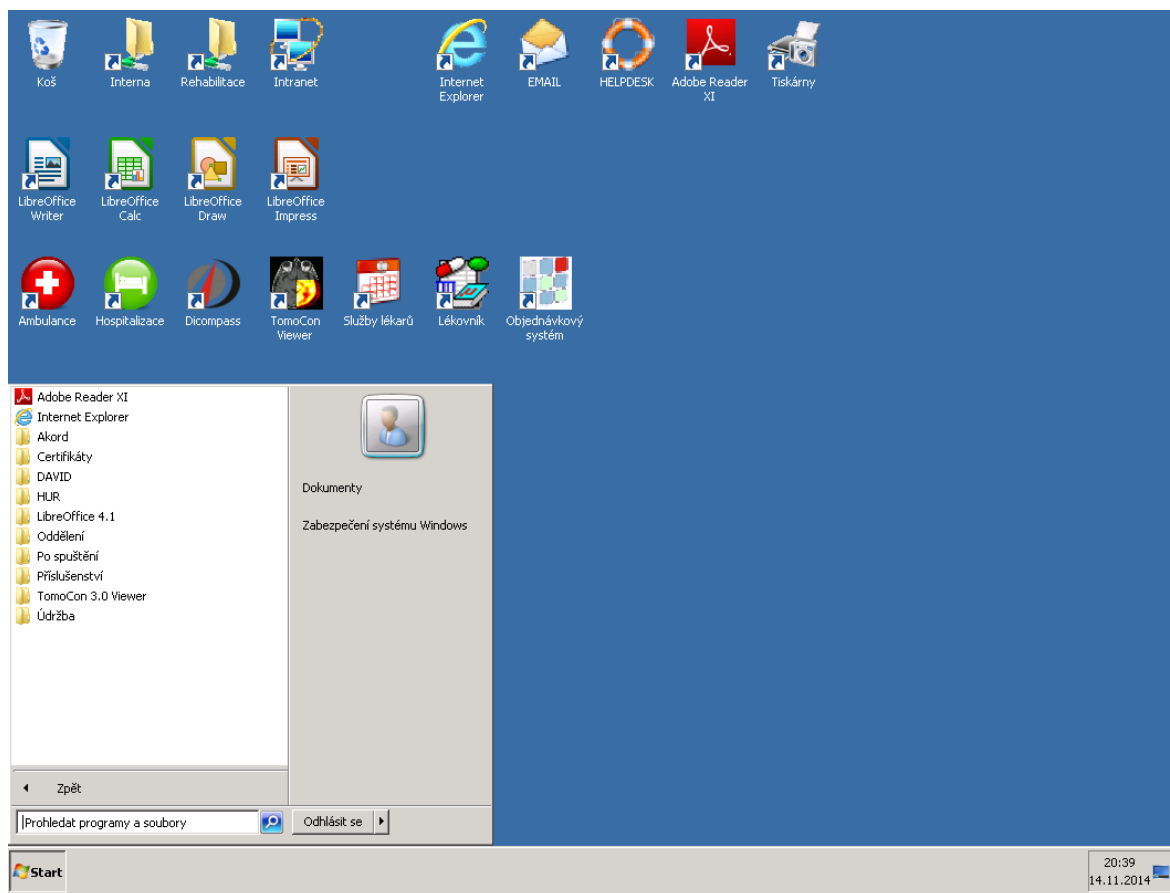 Koš
Interna
Rehabilitace
Intranet
Internet
Explorer
EMAIL
HELPDESK
Adobe Reader
XI
Tiskárny
LibreOffice
Writer
LibreOffice
Calc
LibreOffice
Draw
LibreOffice
Impress
Ambulance
Hospitalizace
Dicompass
TomoCon
Viewer
Služby lékarů
Lékovník
Objednávkový
systém
Adobe Reader XI
Internet Explorer
Akord
Certifikáty
DAVID
HUR
LibreOffice 4.1
Oddělení
Po spuštění
Příslušenství
TomoCon 3.0 Viewer
Údržba
Dokumenty
Zabezpečení systému Windows
Zpět
Prohledat programy a soubory
Odhlásit se
Start
20:39
14.11.2014